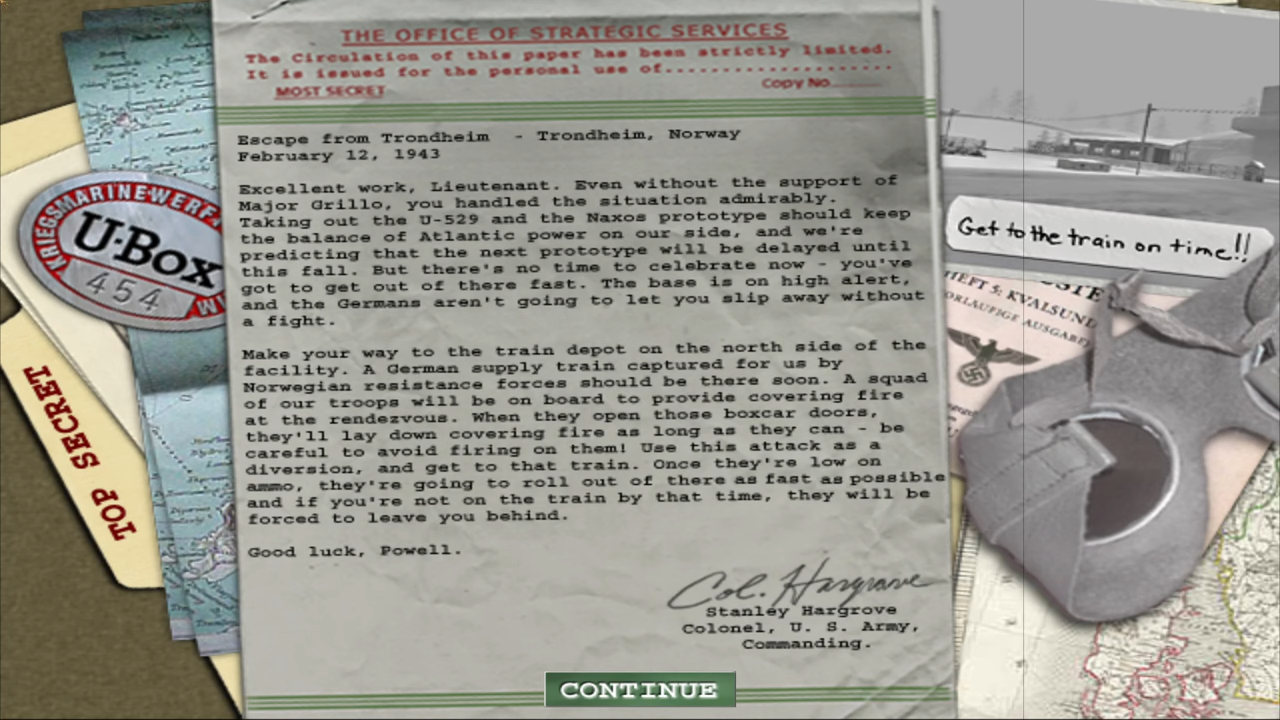 THE OFFICE OF STRATEGIC SERVICES
The Circulation of this paper has been strictly limited.
It is issued for the personal use of....................
MOST SECRET
Copy No.........
Escape from Trondheim - Trondheim, Norway
February 12, 1943
Excellent work, Lieutenant. Even without the support of
Major Grillo, you handled the situation admirably.
Taking out the U-529 and the Naxos prototype should keep
the balance of Atlantic power on our side, and we're
predicting that the next prototype will be delayed until
this fall. But there's no time to celebrate now - you've
got to get out of there fast. The base is on high alert,
and the Germans aren't going to let you slip away without
a fight.
Make your way to the train depot on the north side of the
facility. A German supply train captured for us by
Norwegian resistance forces should be there soon. A squad
of our troops will be on board to provide covering fire
at the rendezvous. When they open those boxcar doors,
they'll lay down covering fire as long as they can - be
careful to avoid firing on them! Use this attack as a
diversion, and get to that train. Once they're low on
ammo, they're going to roll out of there as fast as possible
and if you're not on the train by that time, they will be
forced to leave you behind.
Good luck, Powell.
Col. Hargrove
Stanley Hargrove
Colonel, U. S. Army,
Commanding.
CONTINUE
KRIEGSMARINEWERF
U-Box
454
TOP SECRET
Get to the train on time!!
HEFT 5: KVALSUND